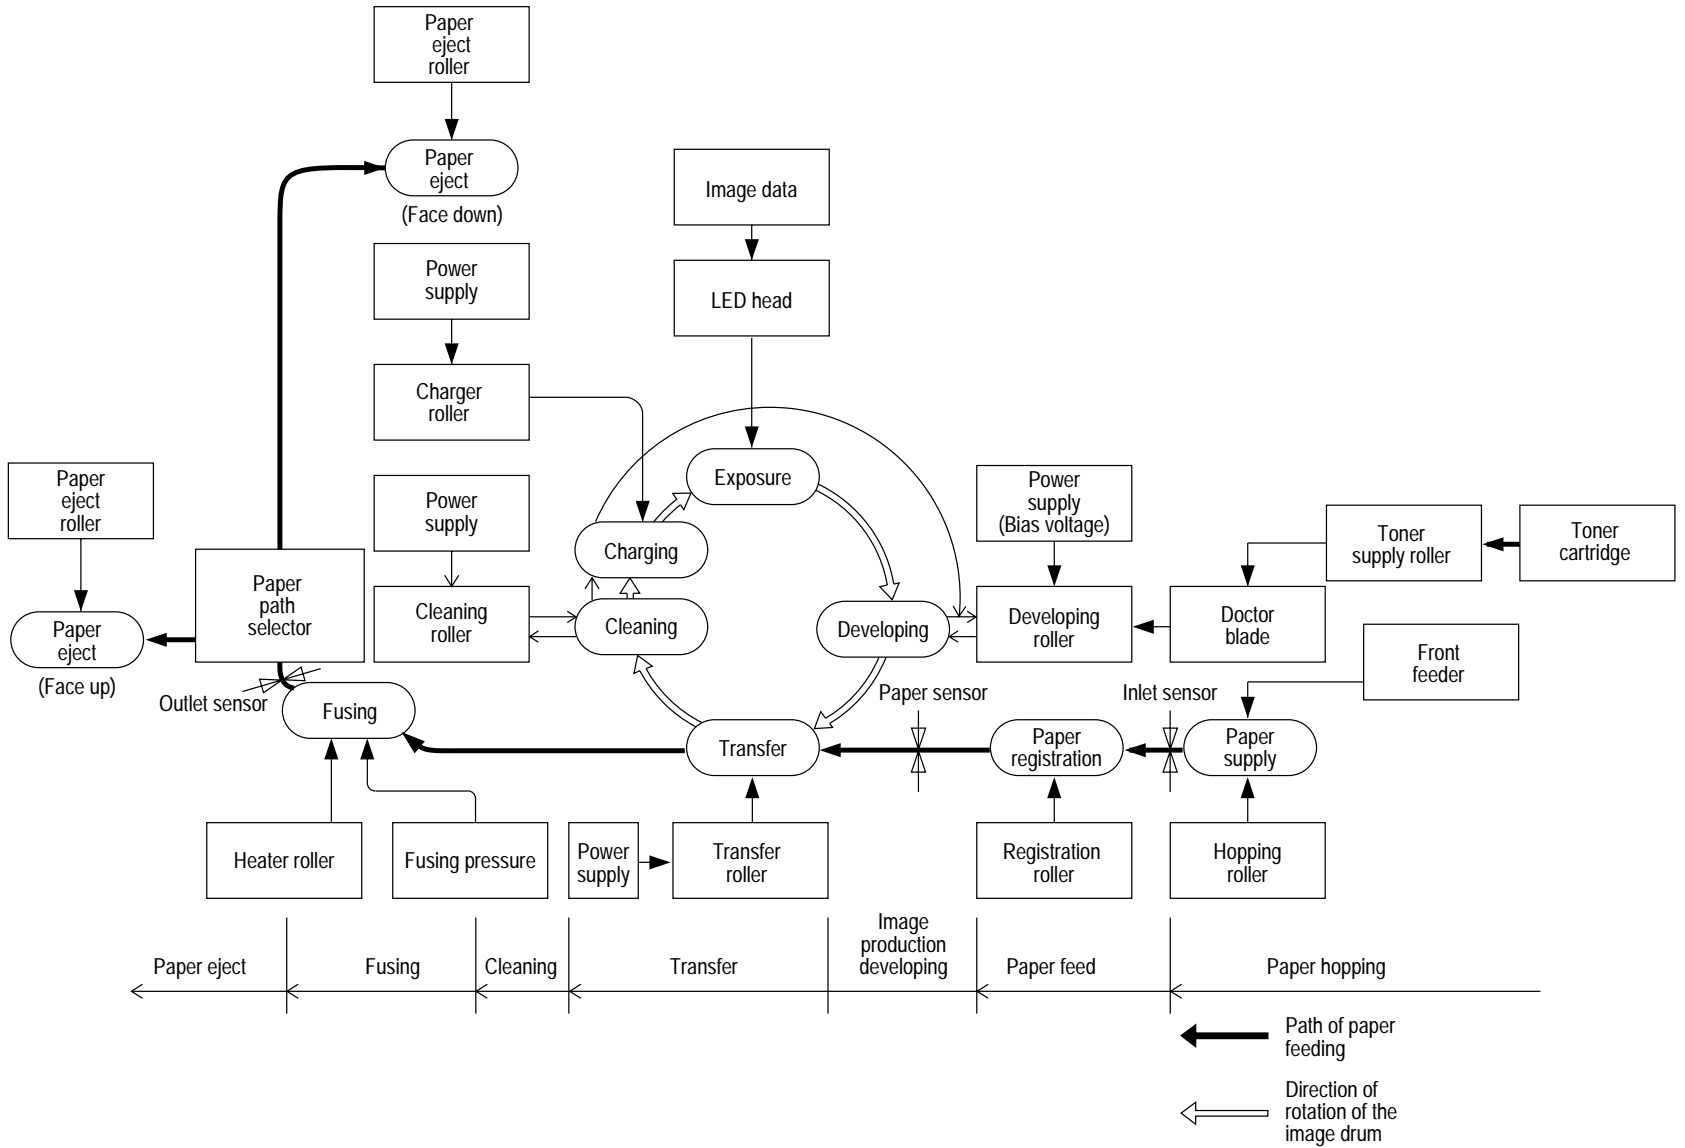 Paper
eject
roller
Paper
eject
(Face down)
Image data
Power
supply
LED head
Charger
roller
Paper
eject
roller
Power
supply
Exposure
Power
supply
(Bias voltage)
Toner
supply roller
Toner
cartridge
Charging
Paper
path
selector
Cleaning
roller
Cleaning
Developing
Developing
roller
Doctor
blade
Paper
eject
(Face up)
Front
feeder
Outlet sensor
Fusing
Paper sensor
Inlet sensor
Transfer
Paper
registration
Paper
supply
Heater roller
Fusing pressure
Power
supply
Transfer
roller
Registration
roller
Hopping
roller
Paper eject
Fusing
Cleaning
Transfer
Image
production
developing
Paper feed
Paper hopping
Path of paper
feeding
Direction of
rotation of the
image drum